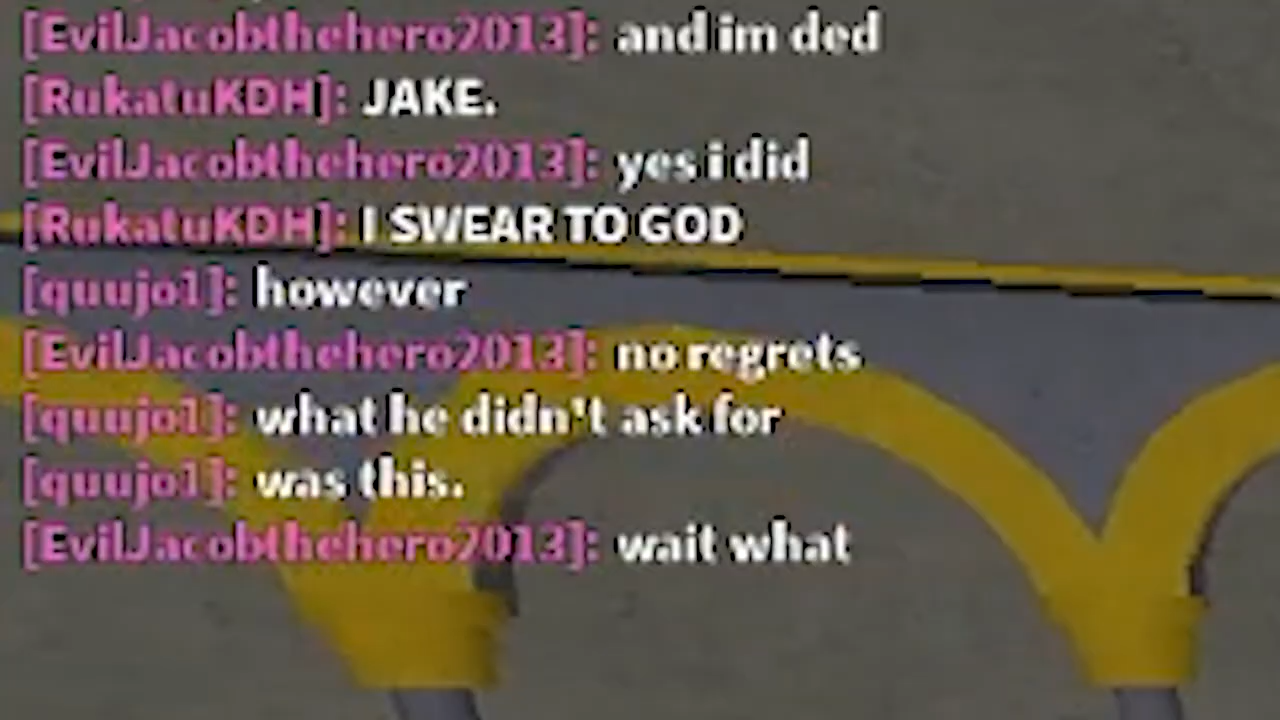 [EvilJacobthehero2013]: and im ded
[RukatuKDH]: JAKE.
[EvilJacobthehero2013]: yes i did
[RukatuKDH]: I SWEAR TO GOD
[quujo1]: however
[EvilJacobthehero2013]: no regrets
[quujo1]: what he didn't ask for
[quujo1]: was this.
[EvilJacobthehero2013]: wait what